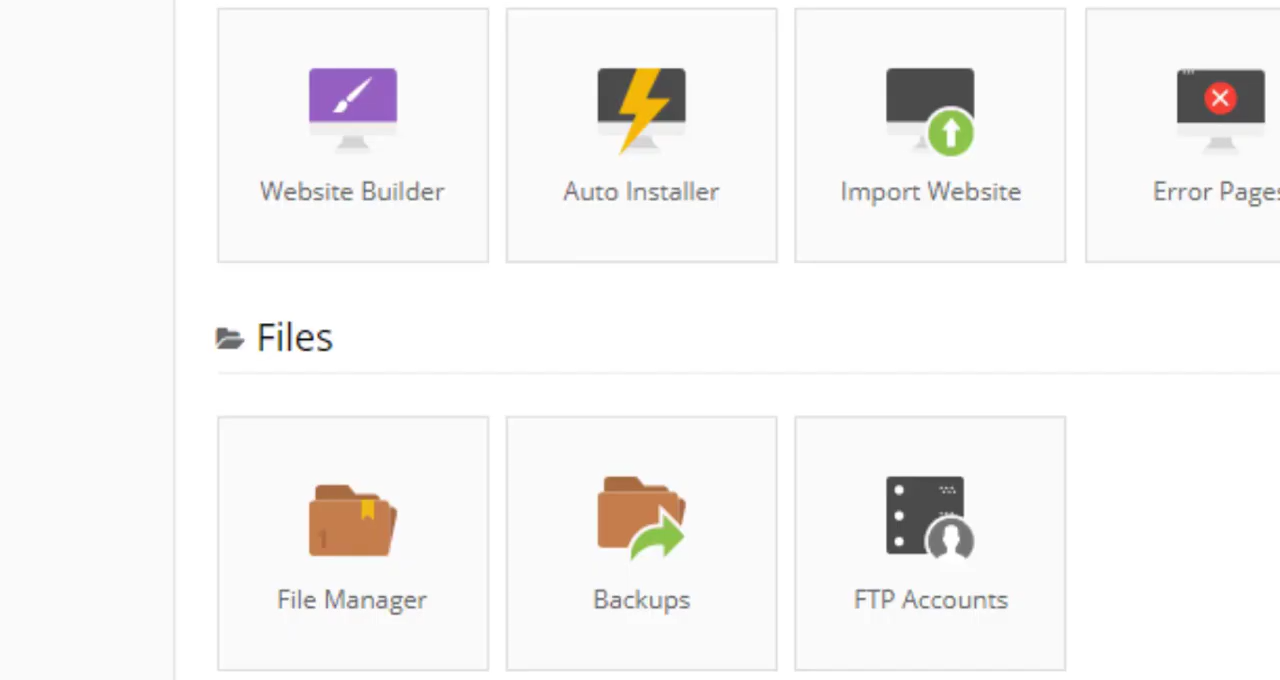 Website Builder
Auto Installer
Import Website
Error Pages
Files
File Manager
Backups
FTP Accounts